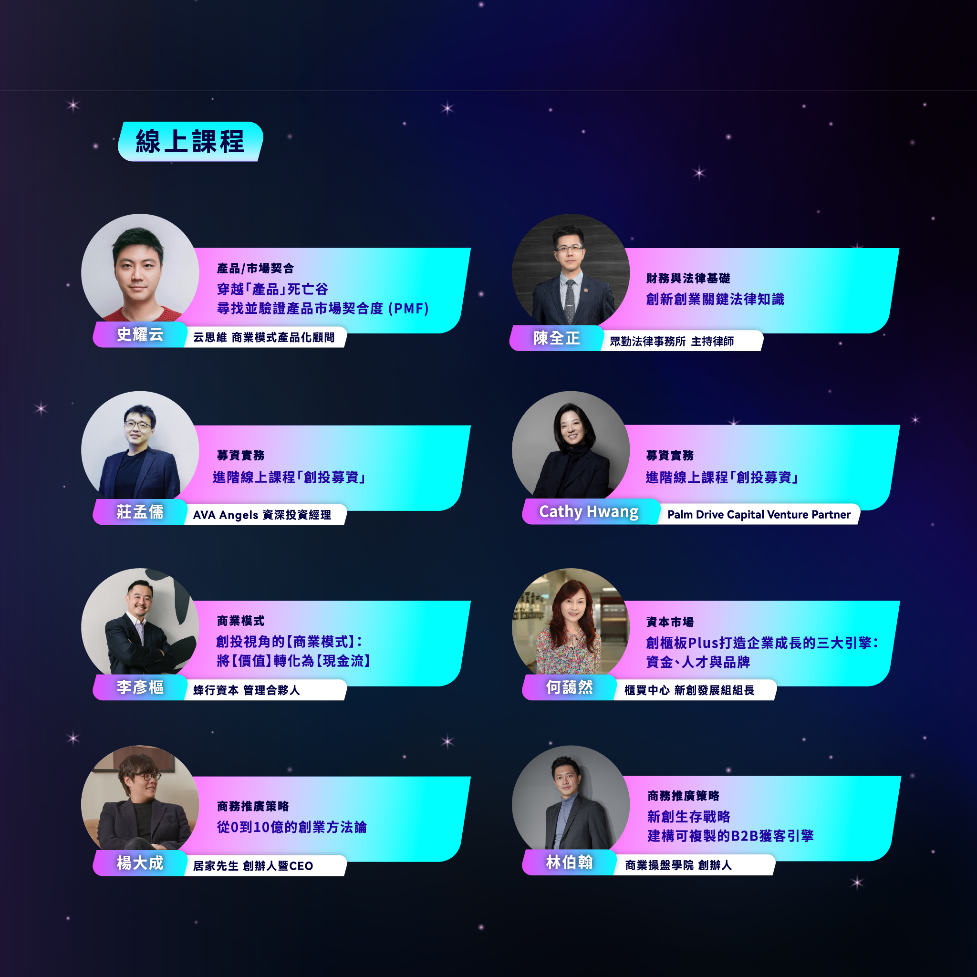 線上課程
產品/市場契合
穿越「產品」死亡谷
尋找並驗證產品市場契合度 (PMF)
史耀云
云思維 商業模式產品化顧問
財務與法律基礎
創新創業關鍵法律知識
陳全正
眾勤法律事務所 主持律師
募資實務
進階線上課程「創投募資」
莊孟儒
AVA Angels 資深投資經理
募資實務
進階線上課程「創投募資」
Cathy Hwang
Palm Drive Capital Venture Partner
商業模式
創投視角的【商業模式】：
將【價值】轉化為【現金流】
李彥樞
蜂行資本 管理合夥人
資本市場
創櫃板Plus打造企業成長的三大引擎：
資金、人才與品牌
何藹然
櫃買中心 新創發展組組長
商務推廣策略
從0到10億的創業方法論
楊大成
居家先生 創辦人暨CEO
商務推廣策略
新創生存戰略
建構可複製的B2B獲客引擎
林伯翰
商業操盤學院 創辦人